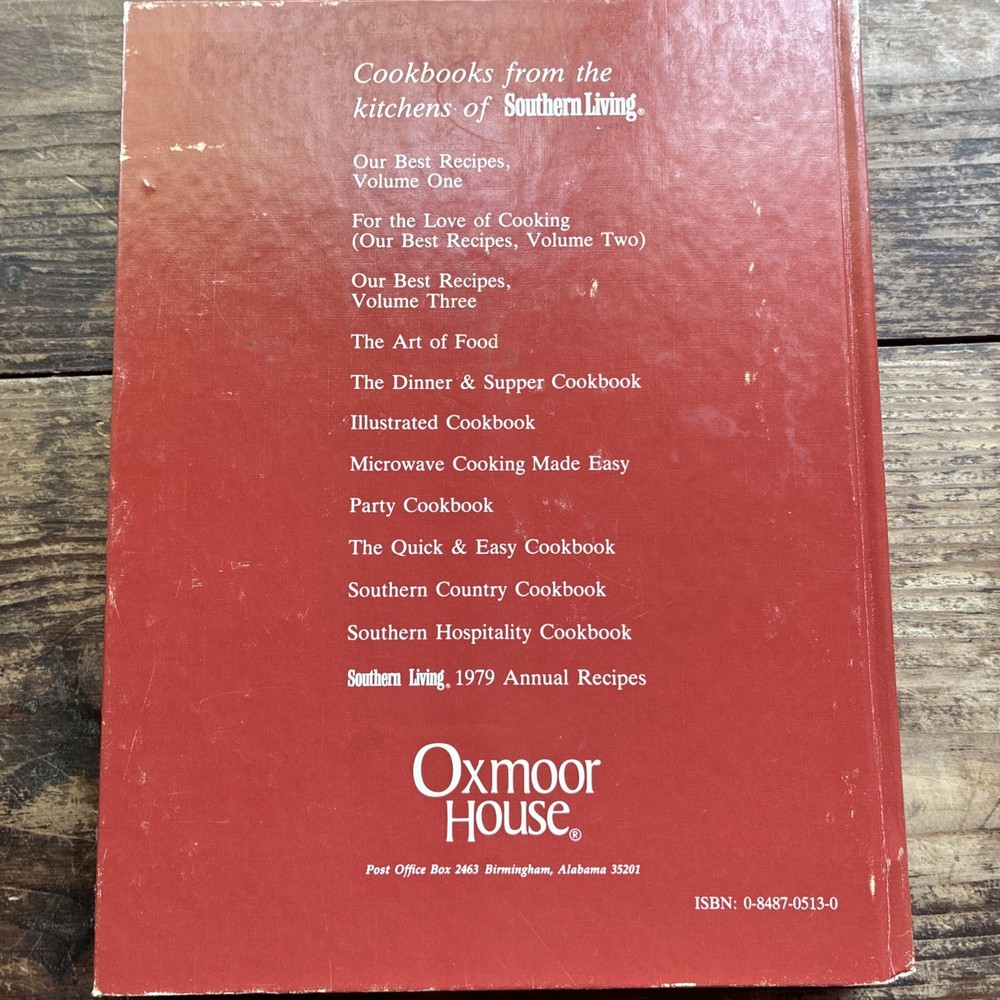 Cookbooks from the
kitchens of Southern Living®
Our Best Recipes,
Volume One
For the Love of Cooking
(Our Best Recipes, Volume Two)
Our Best Recipes,
Volume Three
The Art of Food
The Dinner & Supper Cookbook
Illustrated Cookbook
Microwave Cooking Made Easy
Party Cookbook
The Quick & Easy Cookbook
Southern Country Cookbook
Southern Hospitality Cookbook
Southern Living® 1979 Annual Recipes
Oxmoor
House®
Post Office Box 2463 Birmingham, Alabama 35201
ISBN: 0-8487-0513-0